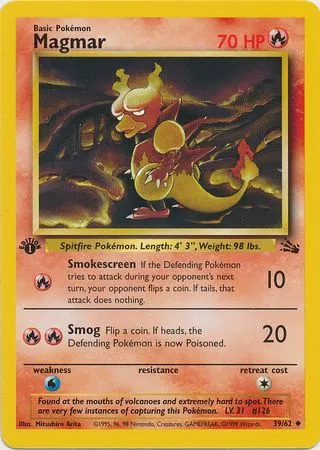 Basic Pokémon
Magmar 70 HP
EDITION 1
Spitfire Pokémon. Length: 4' 3", Weight: 98 lbs.
Smokescreen If the Defending Pokémon
tries to attack during your opponent's next
turn, your opponent flips a coin. If tails, that
attack does nothing.
10
Smog Flip a coin. If heads, the
Defending Pokémon is now Poisoned.
20
weakness resistance retreat cost
Found at the mouths of volcanoes and extremely hard to spot. There
are very few instances of capturing this Pokémon. LV. 31 #126
Illus. Mitsuhiro Arita ©1995, 96, 98 Nintendo, Creatures, GAMEFREAK. ©1999 Wizards. 39/62